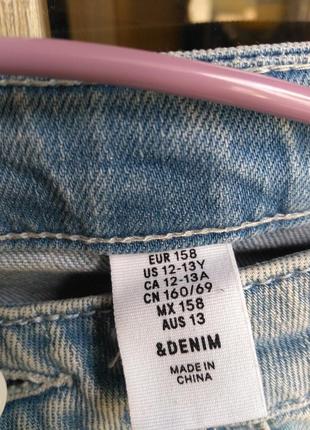 EUR 158
US 12-13Y
CA 12-13A
CN 160/69
MX 158
AUS 13
&DENIM
MADE IN
CHINA